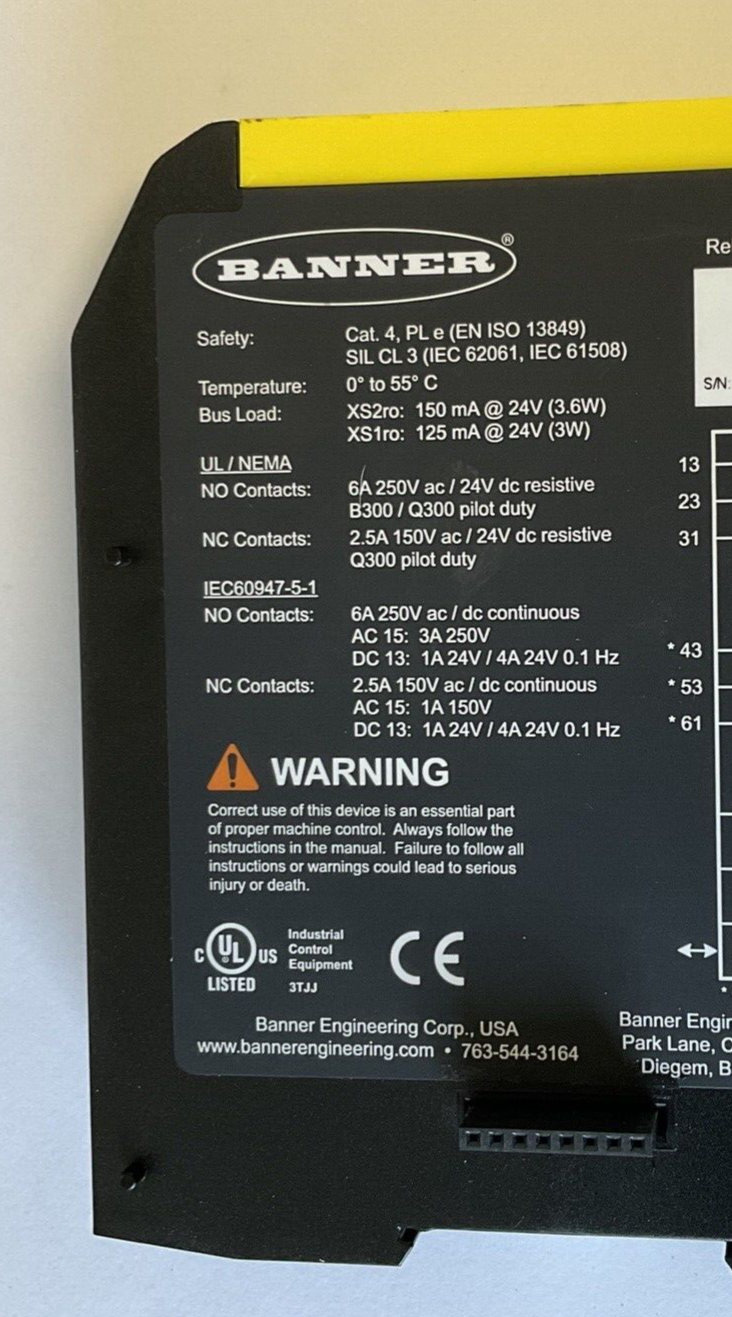 BANNER®
Safety: Cat. 4, PL e (EN ISO 13849)
SIL CL 3 (IEC 62061, IEC 61508)
Temperature: 0° to 55° C
Bus Load: XS2ro: 150 mA @ 24V (3.6W)
XS1ro: 125 mA @ 24V (3W)
UL / NEMA
NO Contacts: 6A 250V ac / 24V dc resistive
B300 / Q300 pilot duty
NC Contacts: 2.5A 150V ac / 24V dc resistive
Q300 pilot duty
IEC60947-5-1
NO Contacts: 6A 250V ac / dc continuous
AC 15: 3A 250V
DC 13: 1A 24V / 4A 24V 0.1 Hz
NC Contacts: 2.5A 150V ac / dc continuous
AC 15: 1A 150V
DC 13: 1A 24V / 4A 24V 0.1 Hz
WARNING
Correct use of this device is an essential part
of proper machine control. Always follow the
instructions in the manual. Failure to follow all
instructions or warnings could lead to serious
injury or death.
C UL US
LISTED
Industrial
Control
Equipment
3TJJ
CE
Banner Engineering Corp., USA
www.bannerengineering.com • 763-544-3164
Re
S/N:
13
23
31
* 43
* 53
* 61
*
Banner Engir
Park Lane, C
Diegem, B